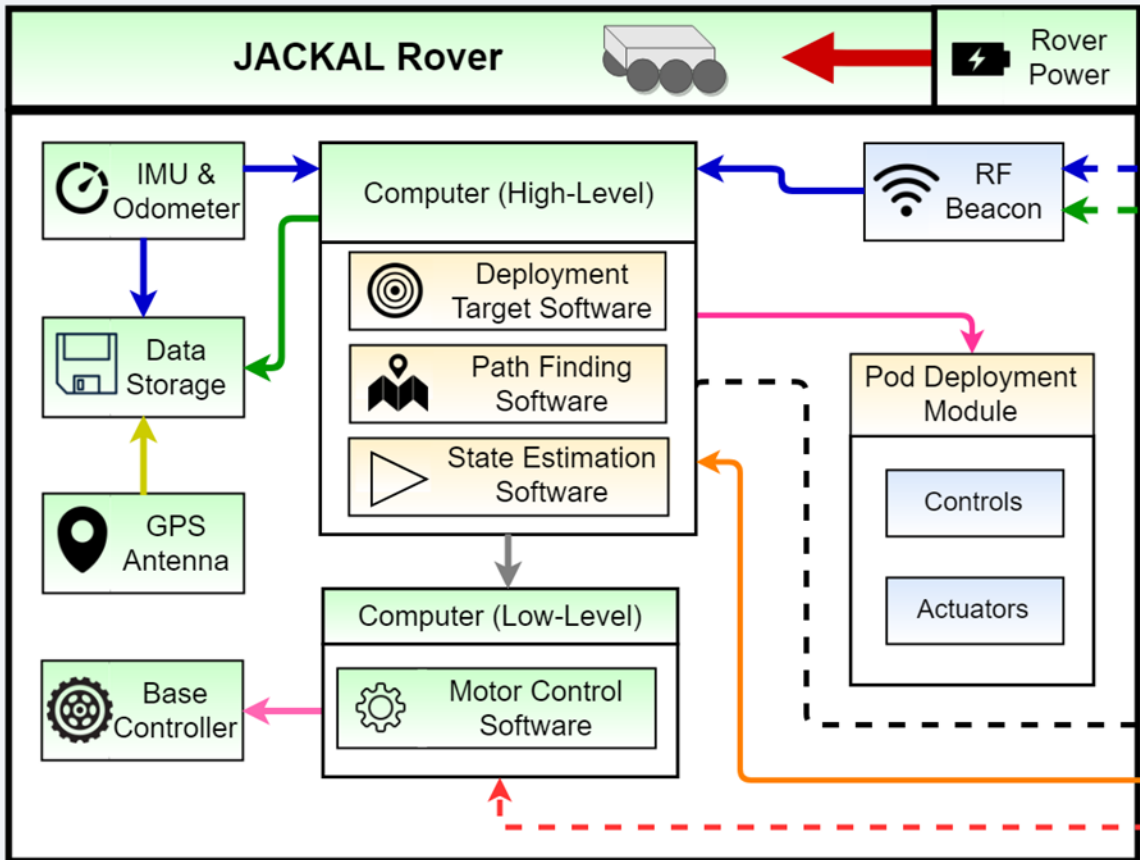 JACKAL Rover
Rover
Power
IMU &
Odometer
Computer (High-Level)
RF
Beacon
Deployment
Target Software
Data
Storage
Path Finding
Software
Pod Deployment
Module
State Estimation
Software
Controls
GPS
Antenna
Actuators
Computer (Low-Level)
Base
Controller
Motor Control
Software